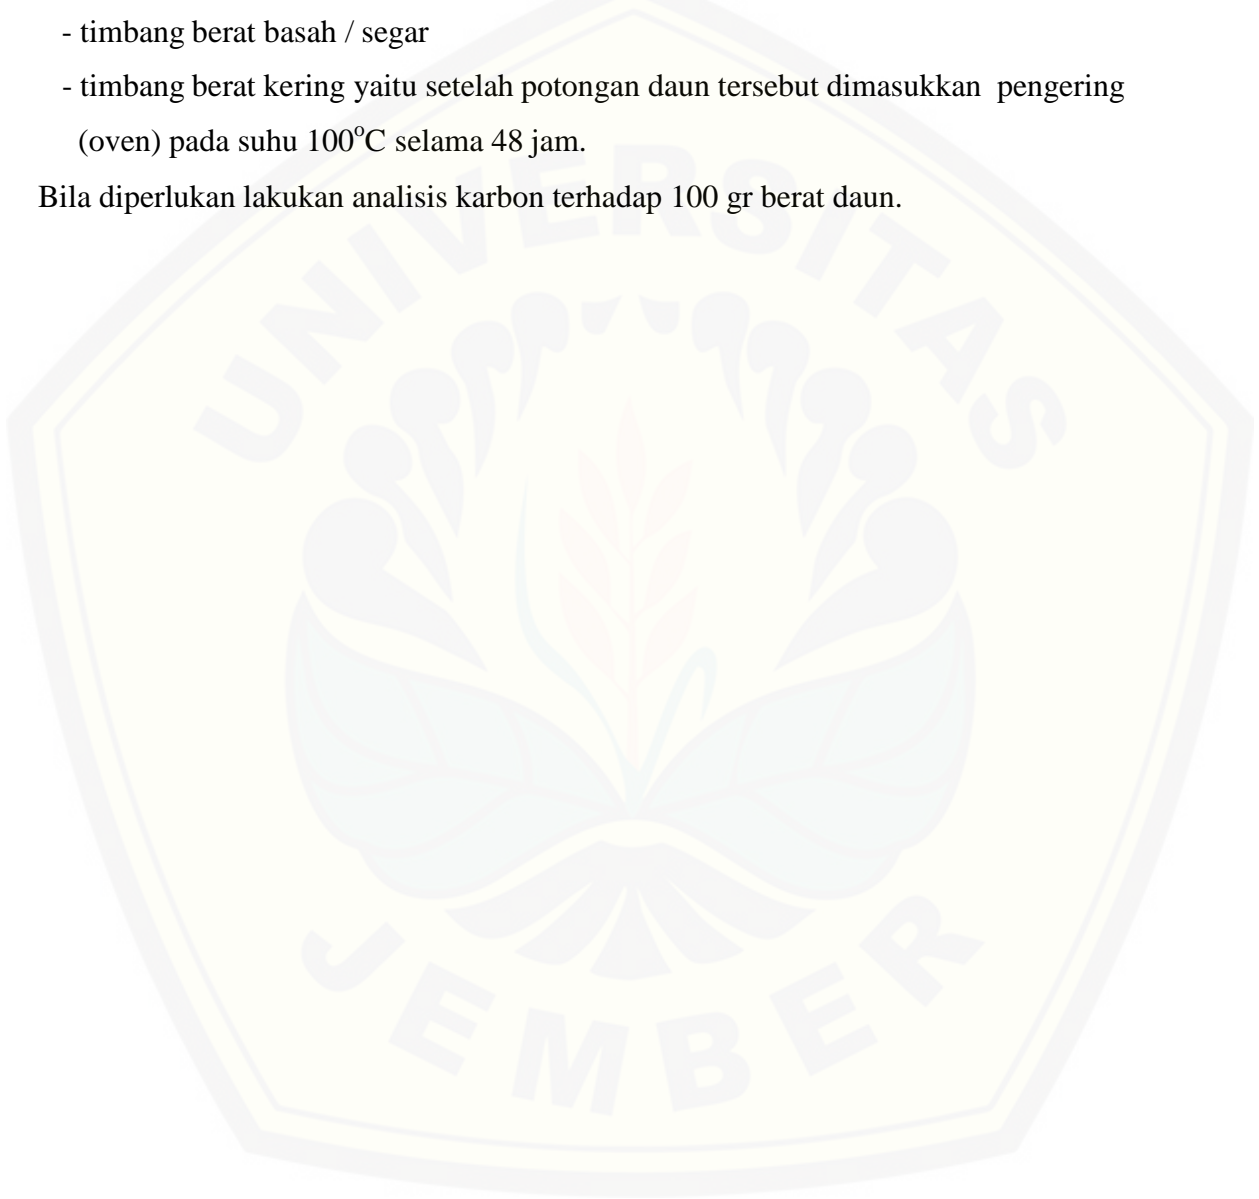 - timbang berat basah / segar
- timbang berat kering yaitu setelah potongan daun tersebut dimasukkan pengering
(oven) pada suhu 100°C selama 48 jam.
Bila diperlukan lakukan analisis karbon terhadap 100 gr berat daun.
UNIVERSITAS
JEMBER